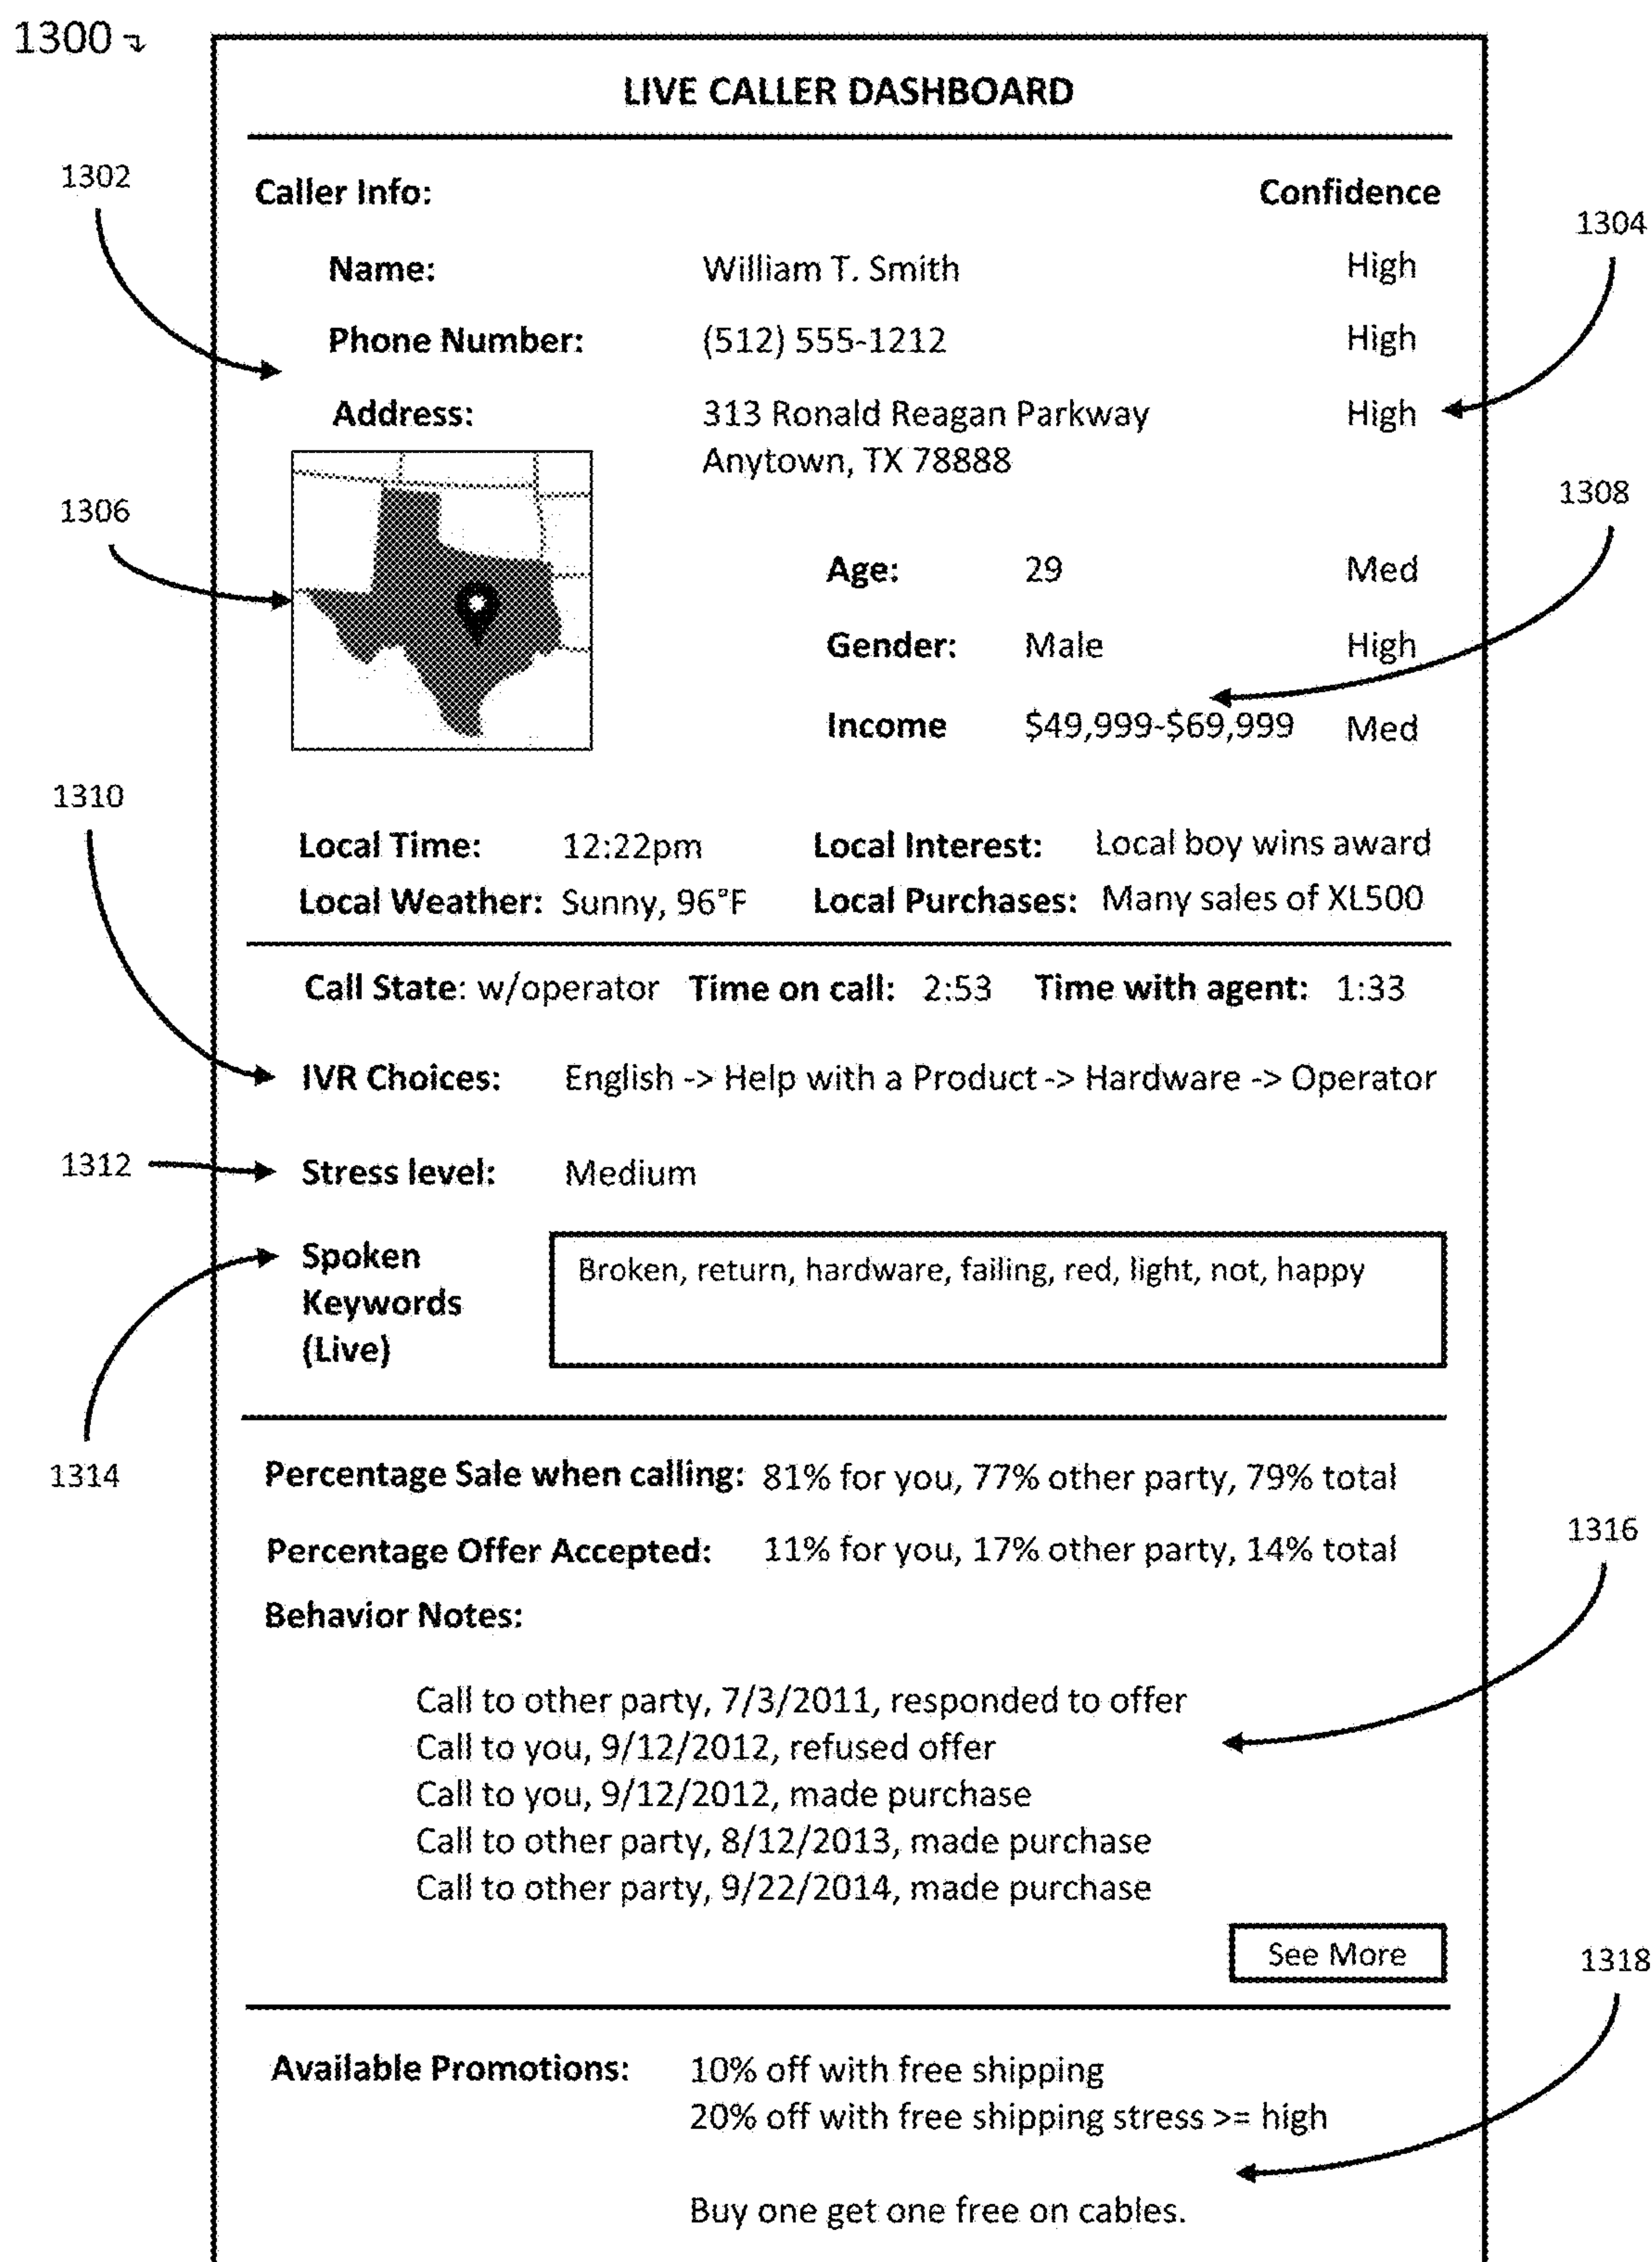 1300
LIVE CALLER DASHBOARD
1302
Caller Info: Confidence
1304
Name: William T. Smith High
Phone Number: (512) 555-1212 High
Address: 313 Ronald Reagan Parkway High
Anytown, TX 78888
1306
1308
Age: 29 Med
Gender: Male High
Income $49,999-$69,999 Med
1310
Local Time: 12:22pm Local Interest: Local boy wins award
Local Weather: Sunny, 96°F Local Purchases: Many sales of XL500
Call State: w/operator Time on call: 2:53 Time with agent: 1:33
IVR Choices: English -> Help with a Product -> Hardware -> Operator
1312
Stress level: Medium
Spoken
Keywords
(Live)
Broken, return, hardware, failing, red, light, not, happy
1314
Percentage Sale when calling: 81% for you, 77% other party, 79% total
1316
Percentage Offer Accepted: 11% for you, 17% other party, 14% total
Behavior Notes:
Call to other party, 7/3/2011, responded to offer
Call to you, 9/12/2012, refused offer
Call to you, 9/12/2012, made purchase
Call to other party, 8/12/2013, made purchase
Call to other party, 9/22/2014, made purchase
See More
1318
Available Promotions: 10% off with free shipping
20% off with free shipping stress >= high
Buy one get one free on cables.